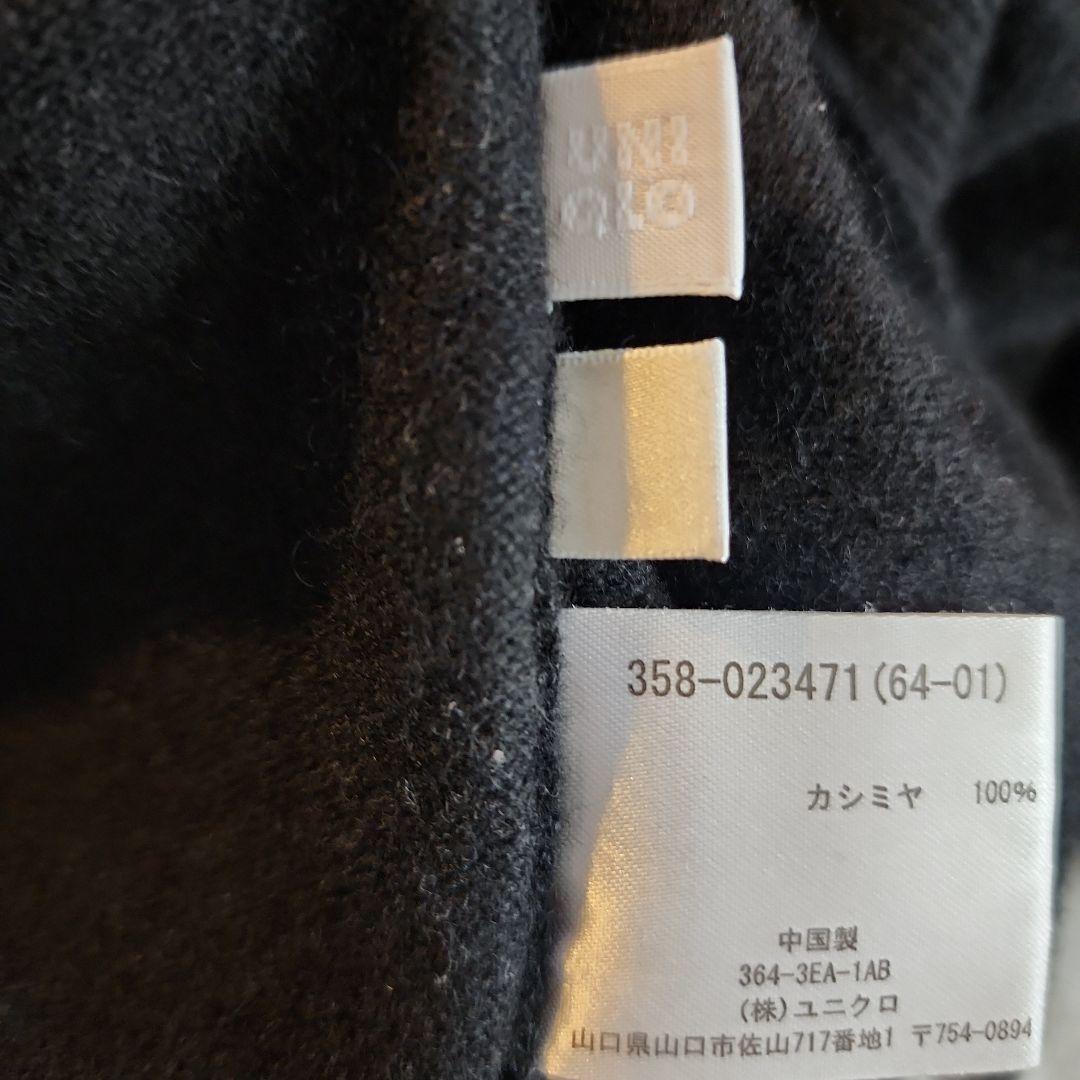 UNI
QLO
358-023471(64-01)
カシミヤ 100%
中国製
364-3EA-1AB
(株)ユニクロ
山口県山口市佐山717番地1 〒754-0894